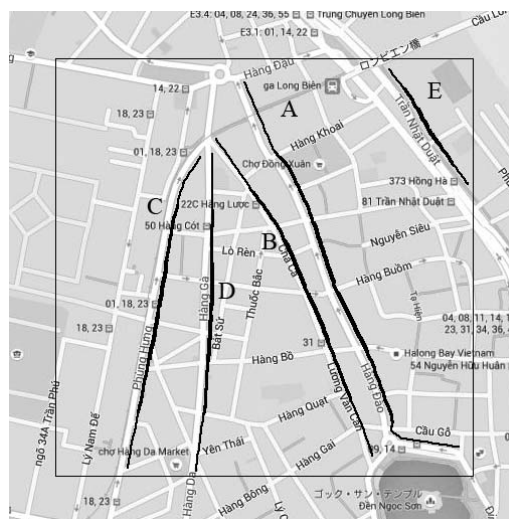 E3.4: 04, 08, 24, 36, 55
Trung Chuyển Long Biên
E3.1: 01, 14, 22
Cầu Lo
ロンビエン橋
Hàng Đậu
14, 22
ga Long Biên
E
A
18, 23
Trần Nhật Duật
Hàng Khoai
01, 18, 23
Chợ Đồng Xuân
373 Hồng Hà
C
22C Hàng Lược
81 Trần Nhật Duật
50 Hàng Cót
B
Nguyễn Siêu
Lò Rèn
Chả Cá
Hàng Buồm
D
Hàng Gà
Thuốc Bắc
Tạ Hiện
01, 18, 23
04, 08, 11, 14, 1
18, 23
Bát Sứ
23, 31, 34, 36, 4
31
Phùng Hưng
Hàng Bồ
Halong Bay Vietnam
54 Nguyễn Hữu Huân
Lương Văn Can
Hàng Đào
ngõ 34A Trần Phú
Lý Nam Đế
Hàng Quạt
Cầu Gỗ
Yên Thái
Hàng Gai
09, 14
chợ Hàng Da Market
Hàng Da
Hàng Bông
ゴック・サン・テンプル
Đền Ngọc Sơn
18, 23